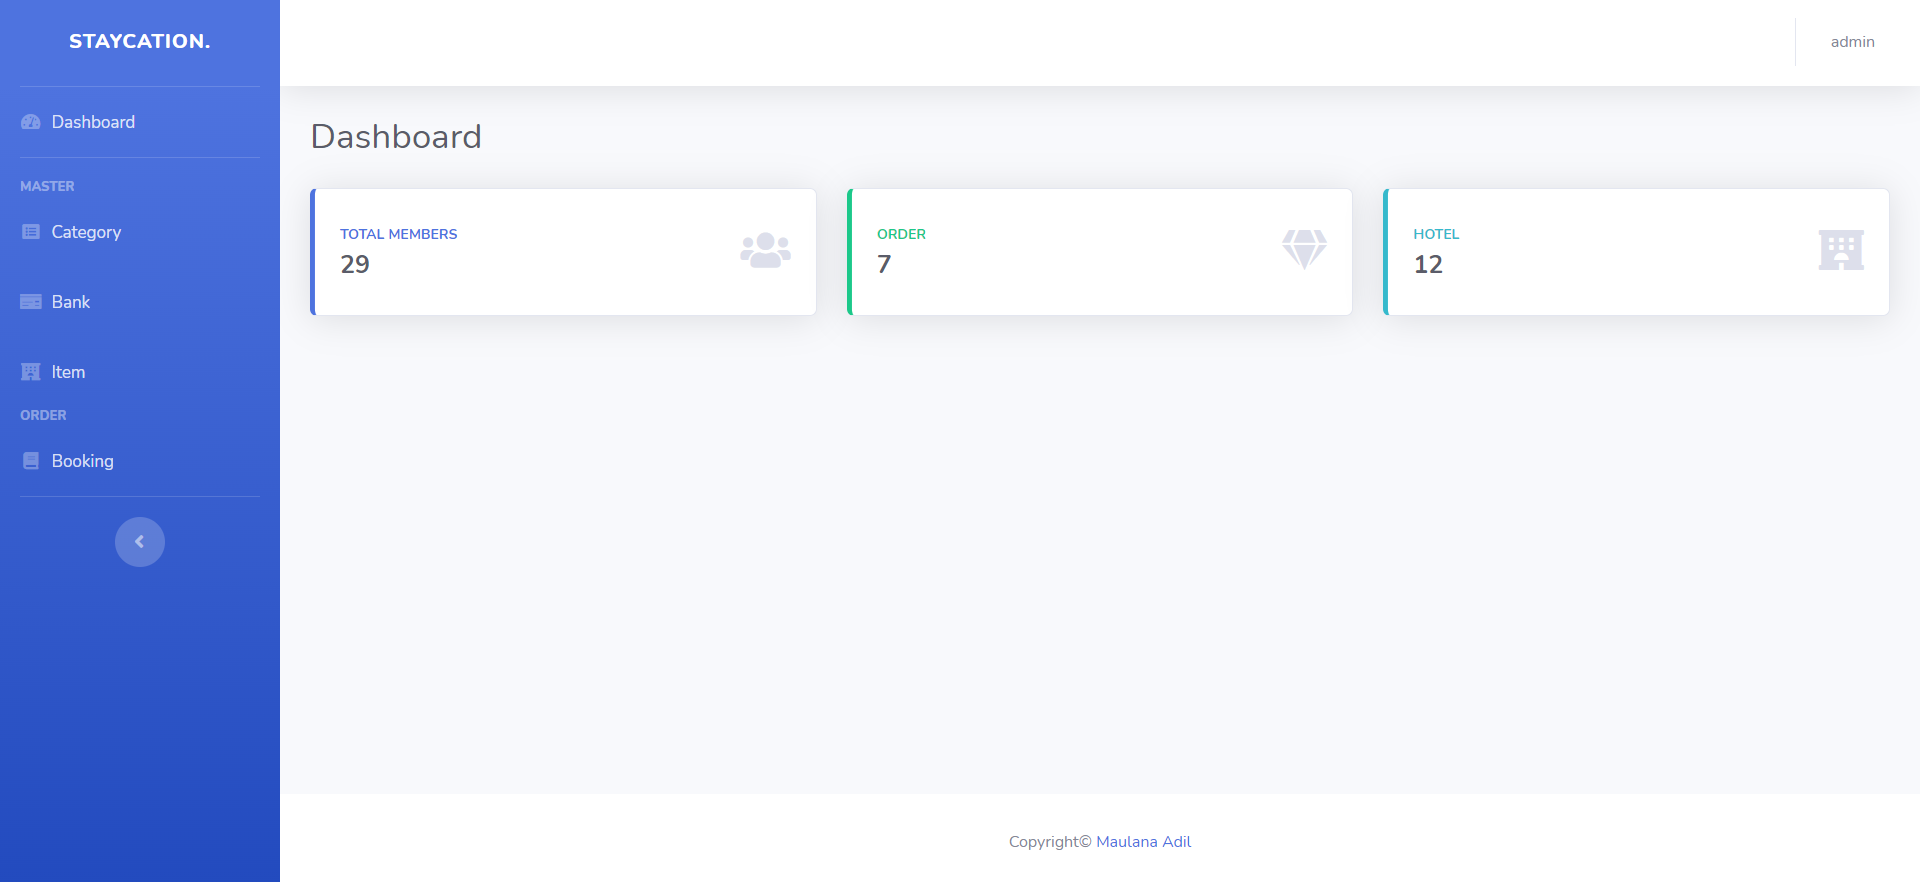 STAYCATION.
Dashboard
MASTER
Category
Bank
Item
ORDER
Booking
admin
Dashboard
TOTAL MEMBERS
29
ORDER
7
HOTEL
12
Copyright© Maulana Adil